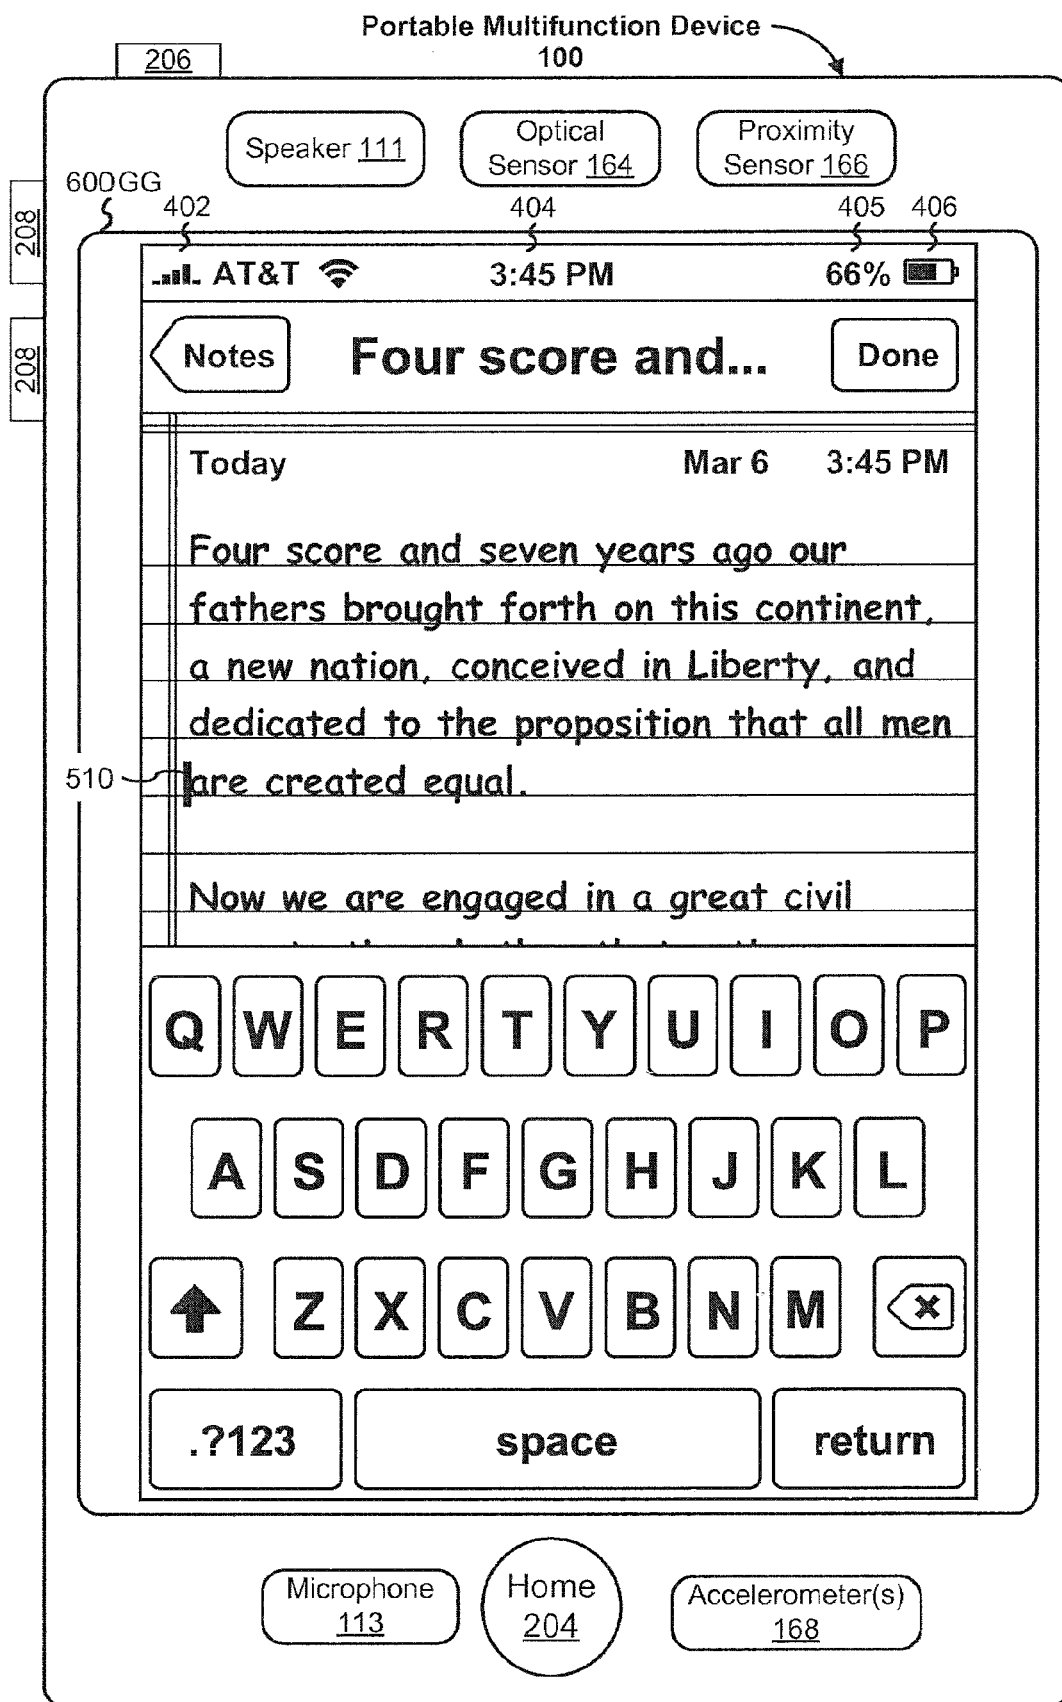 Portable Multifunction Device
100
206
Speaker 111
Optical
Sensor 164
Proximity
Sensor 166
600GG
208
208
402
404
405
406
AT&T
3:45 PM
66%
Notes
Four score and...
Done
Today
Mar 6
3:45 PM
Four score and seven years ago our
fathers brought forth on this continent,
a new nation, conceived in Liberty, and
dedicated to the proposition that all men
510
are created equal.
Now we are engaged in a great civil
Q W E R T Y U I O P
A S D F G H J K L
Z X C V B N M
.?123
space
return
Microphone
113
Home
204
Accelerometer(s)
168